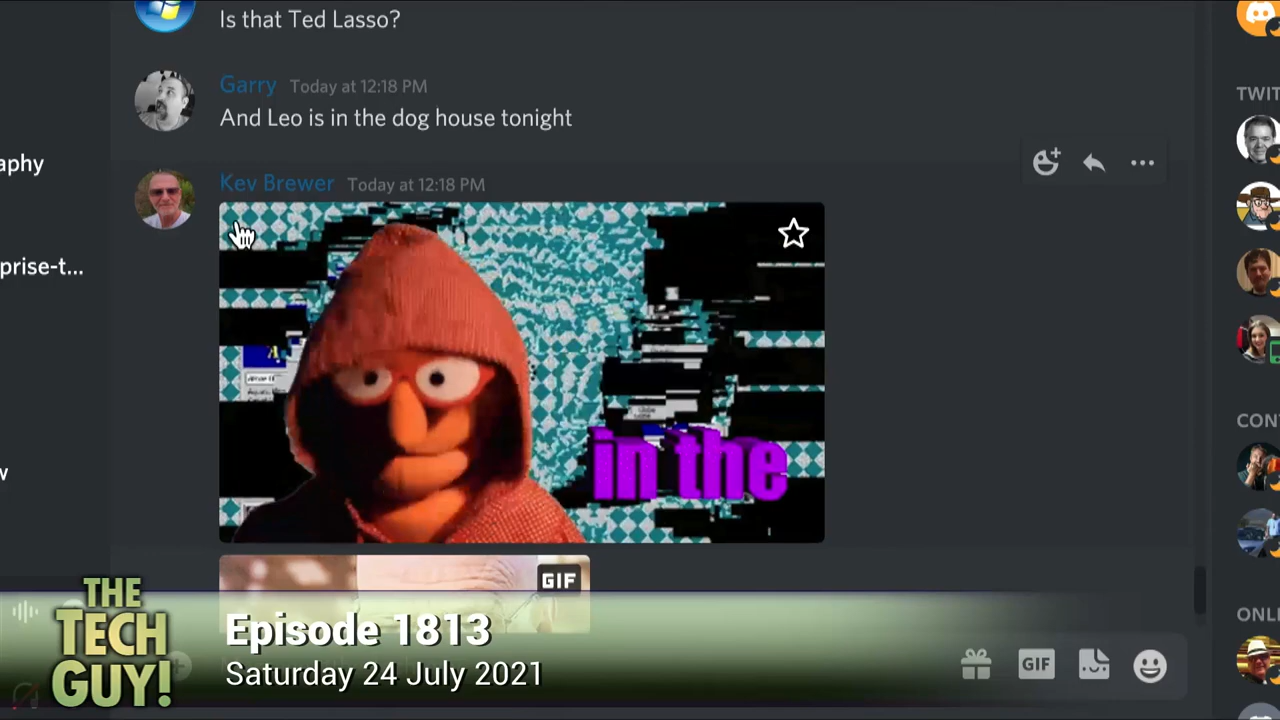 Is that Ted Lasso?
Garry Today at 12:18 PM
And Leo is in the dog house tonight
Kev Brewer Today at 12:18 PM
aphy
prise-t...
w
in the
GIF
TWIT
CON
ONLI
GIF
THE
TECH
GUY!
Episode 1813
Saturday 24 July 2021